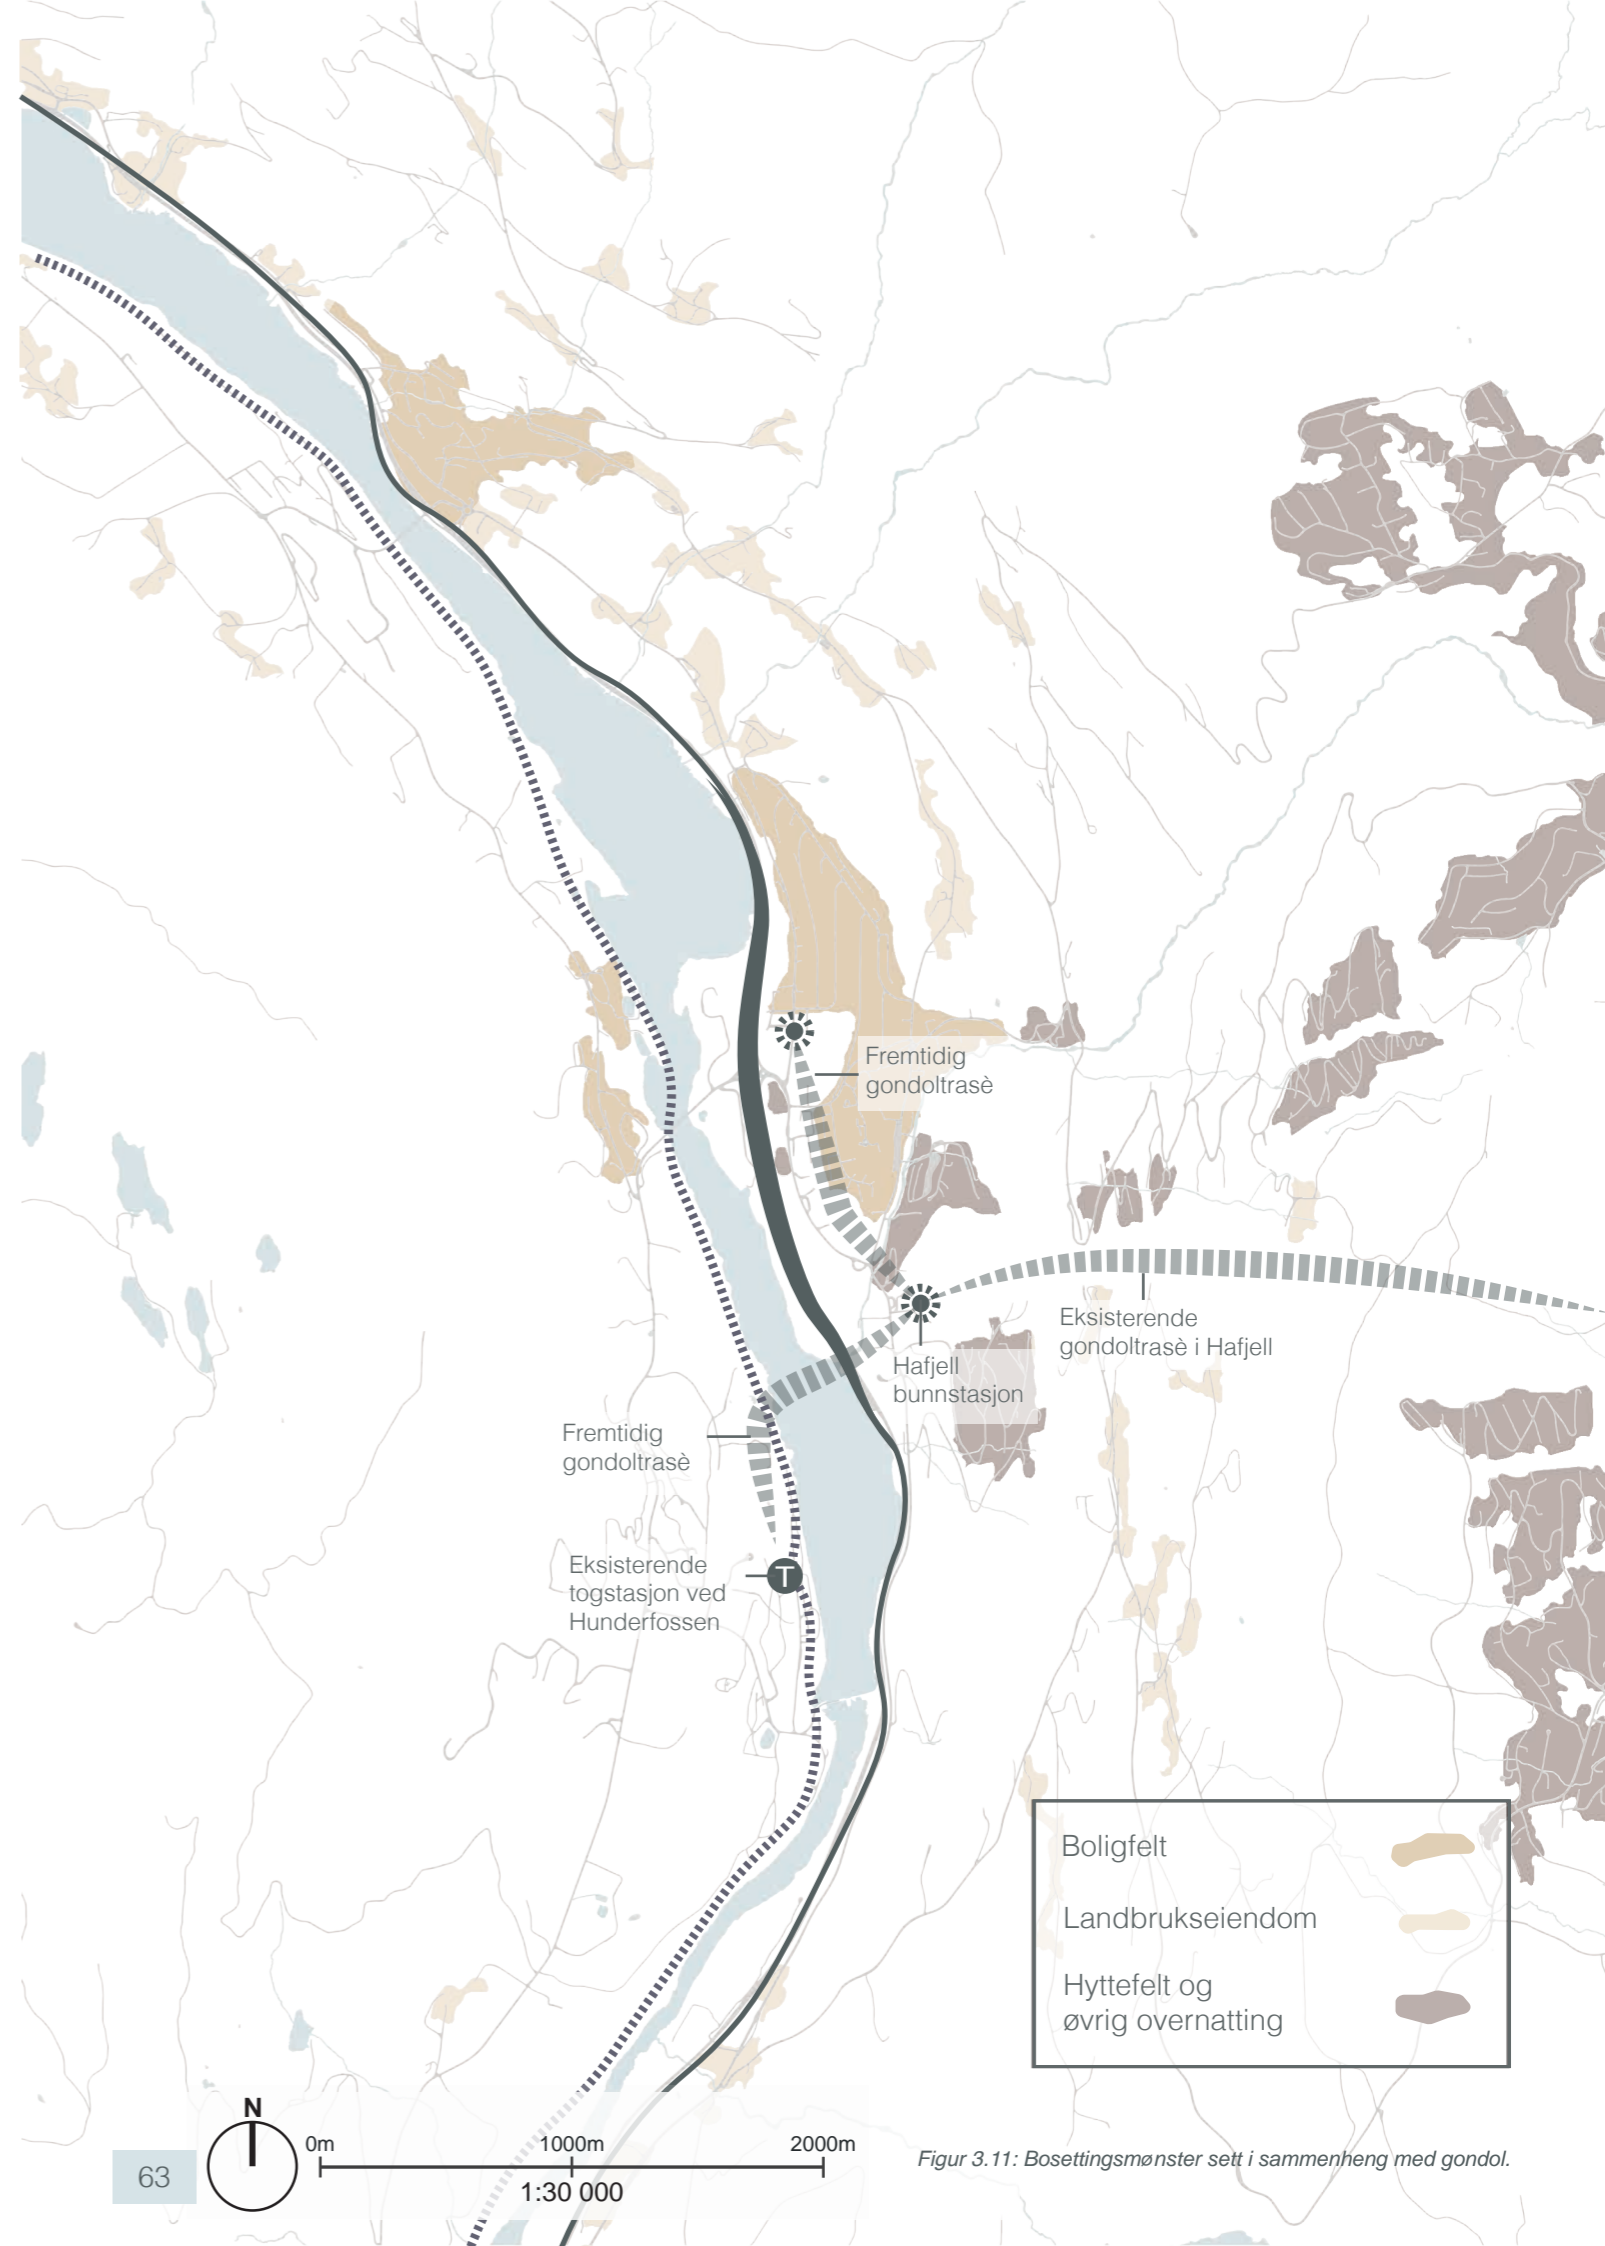 Fremtidig
gondoltrasè
Eksisterende
gondoltrasè i Hafjell
Hafjell
bunnstasjon
Fremtidig
gondoltrasè
Eksisterende
togstasjon ved
Hunderfossen
T
Boligfelt
Landbrukseiendom
Hyttefelt og
øvrig overnatting
N
0m 1000m 2000m
1:30 000
63
Figur 3.11: Bosettingsmønster sett i sammenheng med gondol.